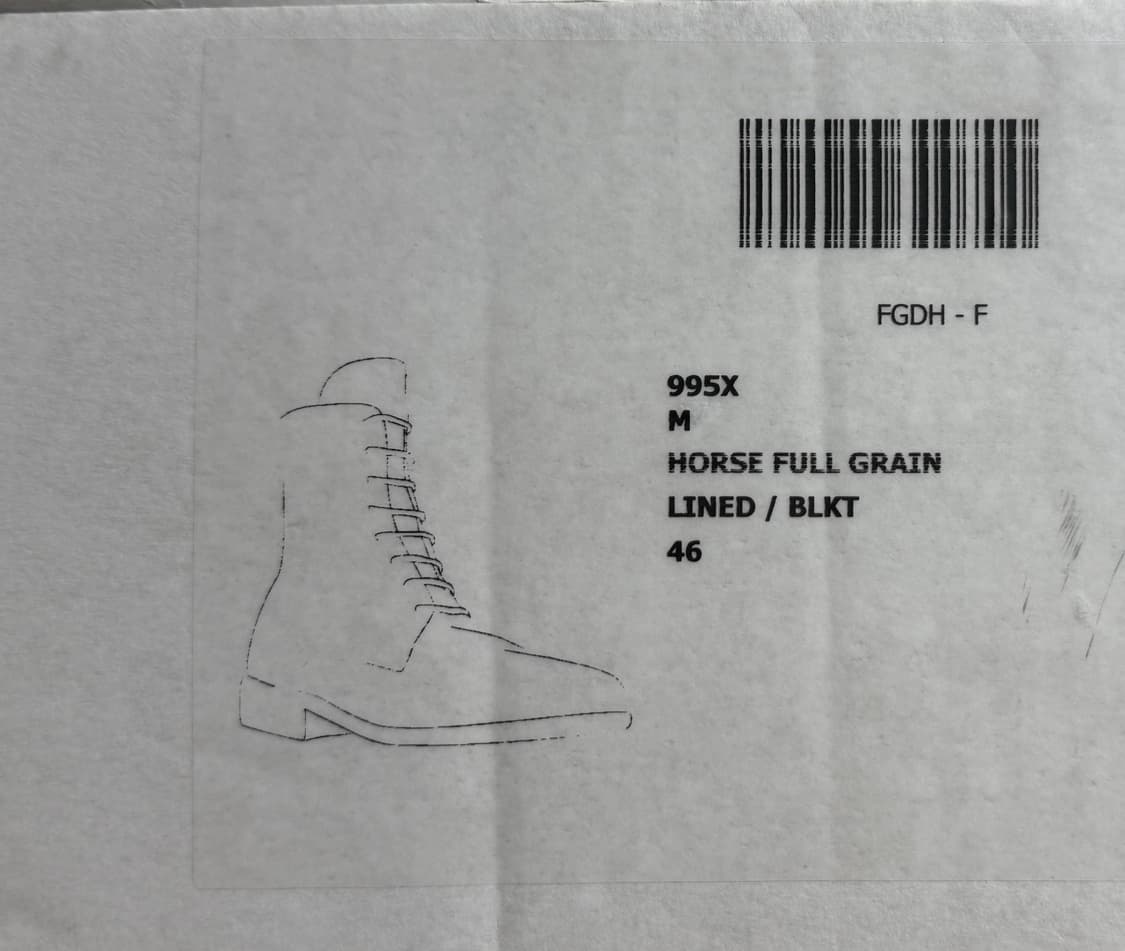 FGDH - F
995X
M
HORSE FULL GRAIN
LINED / BLKT
46